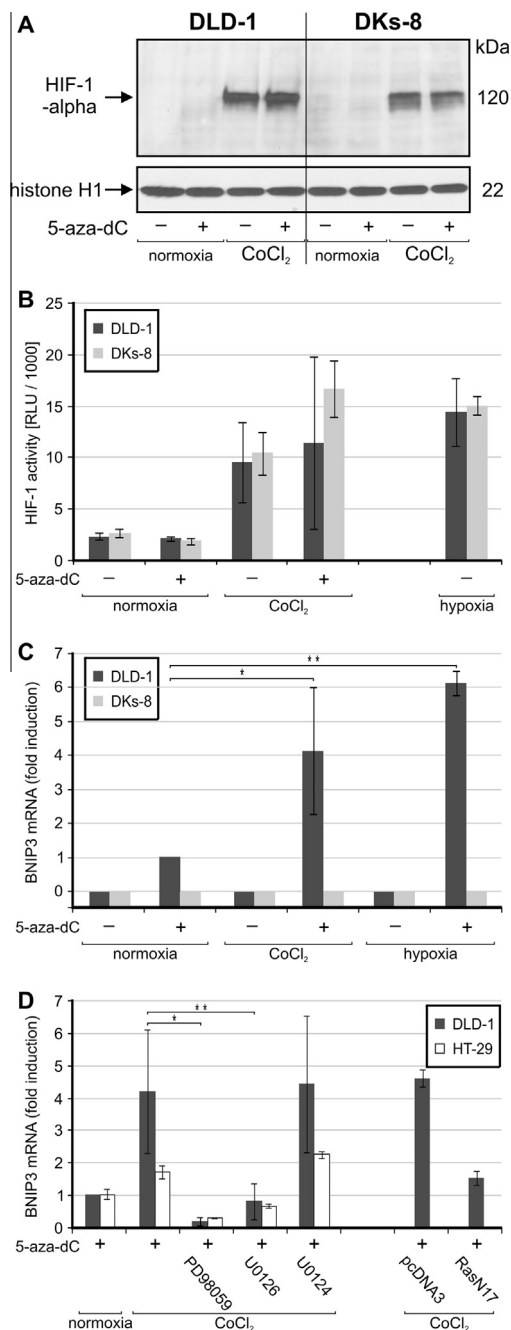 A DLD-1 DKs-8
kDa
HIF-1
-alpha 120
histone H1 22
5-aza-dC – + – + – + – +
normoxia CoCl₂ normoxia CoCl₂
B
25
20
15
10
5
0
HIF-1 activity [RLU / 1000]
DLD-1
DKs-8
5-aza-dC – + – + –
normoxia CoCl₂ hypoxia
C
7
6
5
4
3
2
1
0
BNIP3 mRNA (fold induction)
DLD-1
DKs-8
**
*
5-aza-dC – + – + – +
normoxia CoCl₂ hypoxia
D
7
6
5
4
3
2
1
0
BNIP3 mRNA (fold induction)
DLD-1
HT-29
**
*
5-aza-dC + + + + + + +
PD98059 U0126 U0124 pcDNA3 RasN17
normoxia CoCl₂ CoCl₂